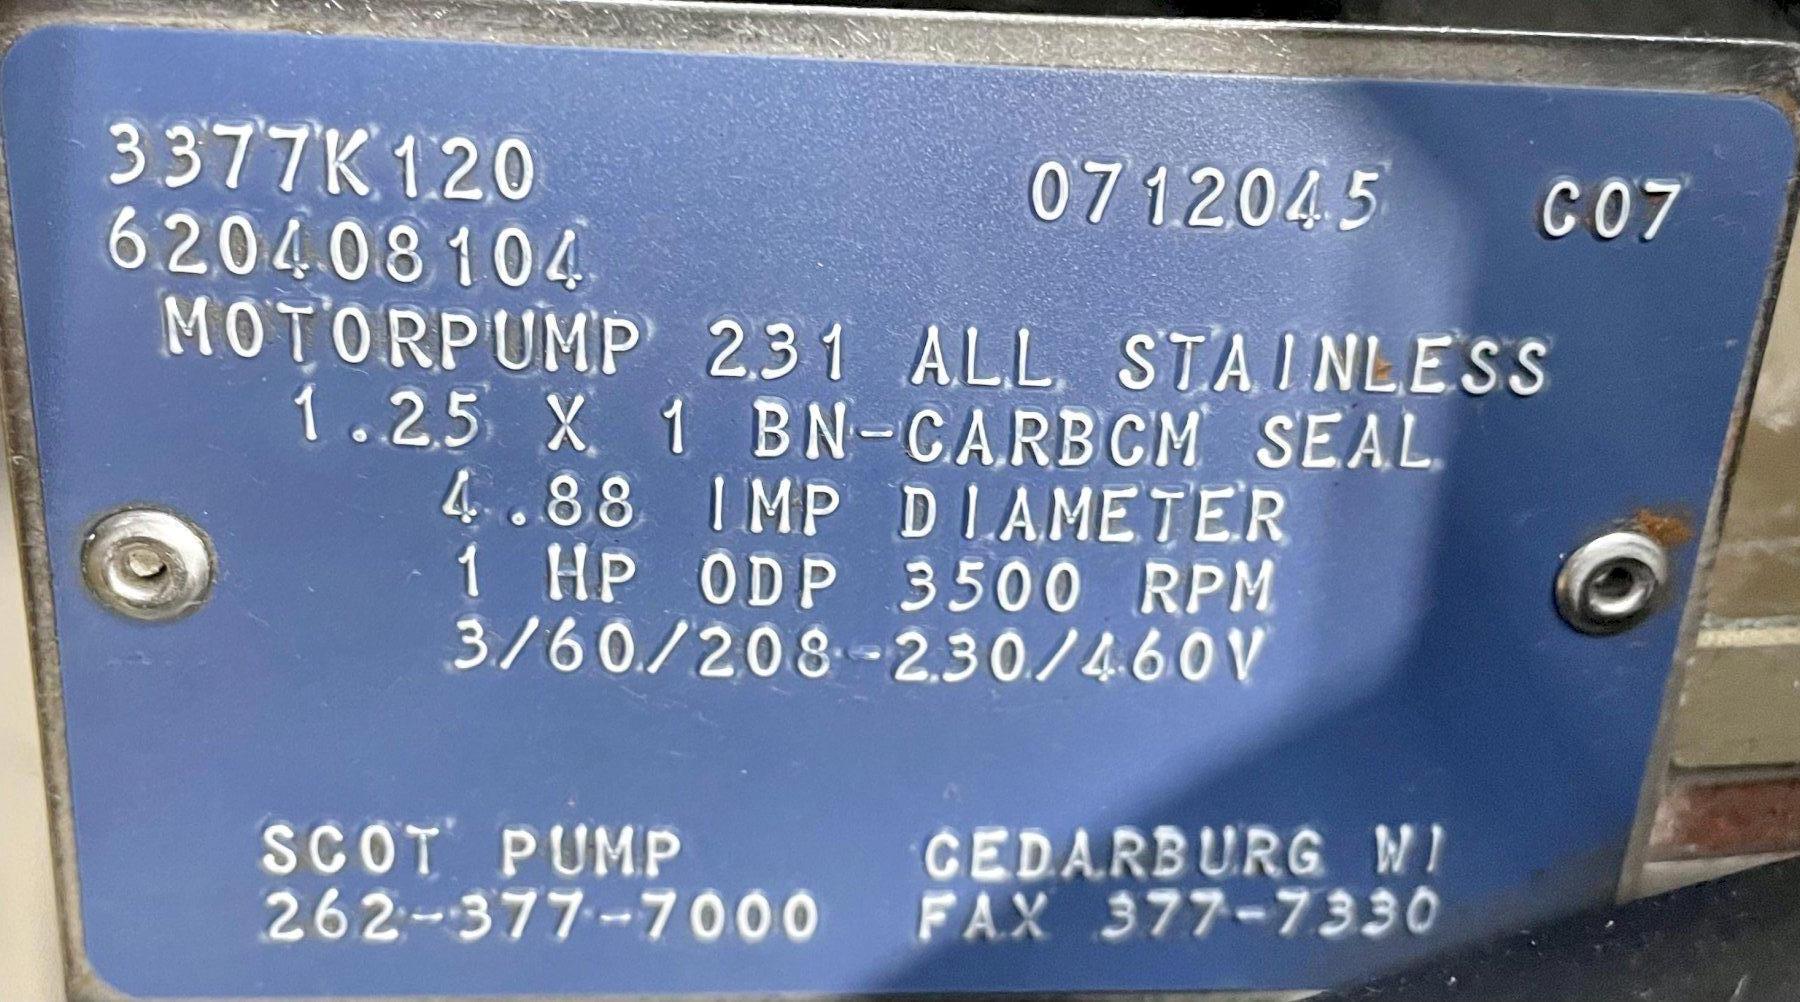 3377K120 0712045 C07
620408104
MOTORPUMP 231 ALL STAINLESS
1.25 X 1 BN-CARBCM SEAL
4.88 IMP DIAMETER
1 HP ODP 3500 RPM
3/60/208-230/460V
SCOT PUMP CEDARBURG WI
262-377-7000 FAX 377-7330